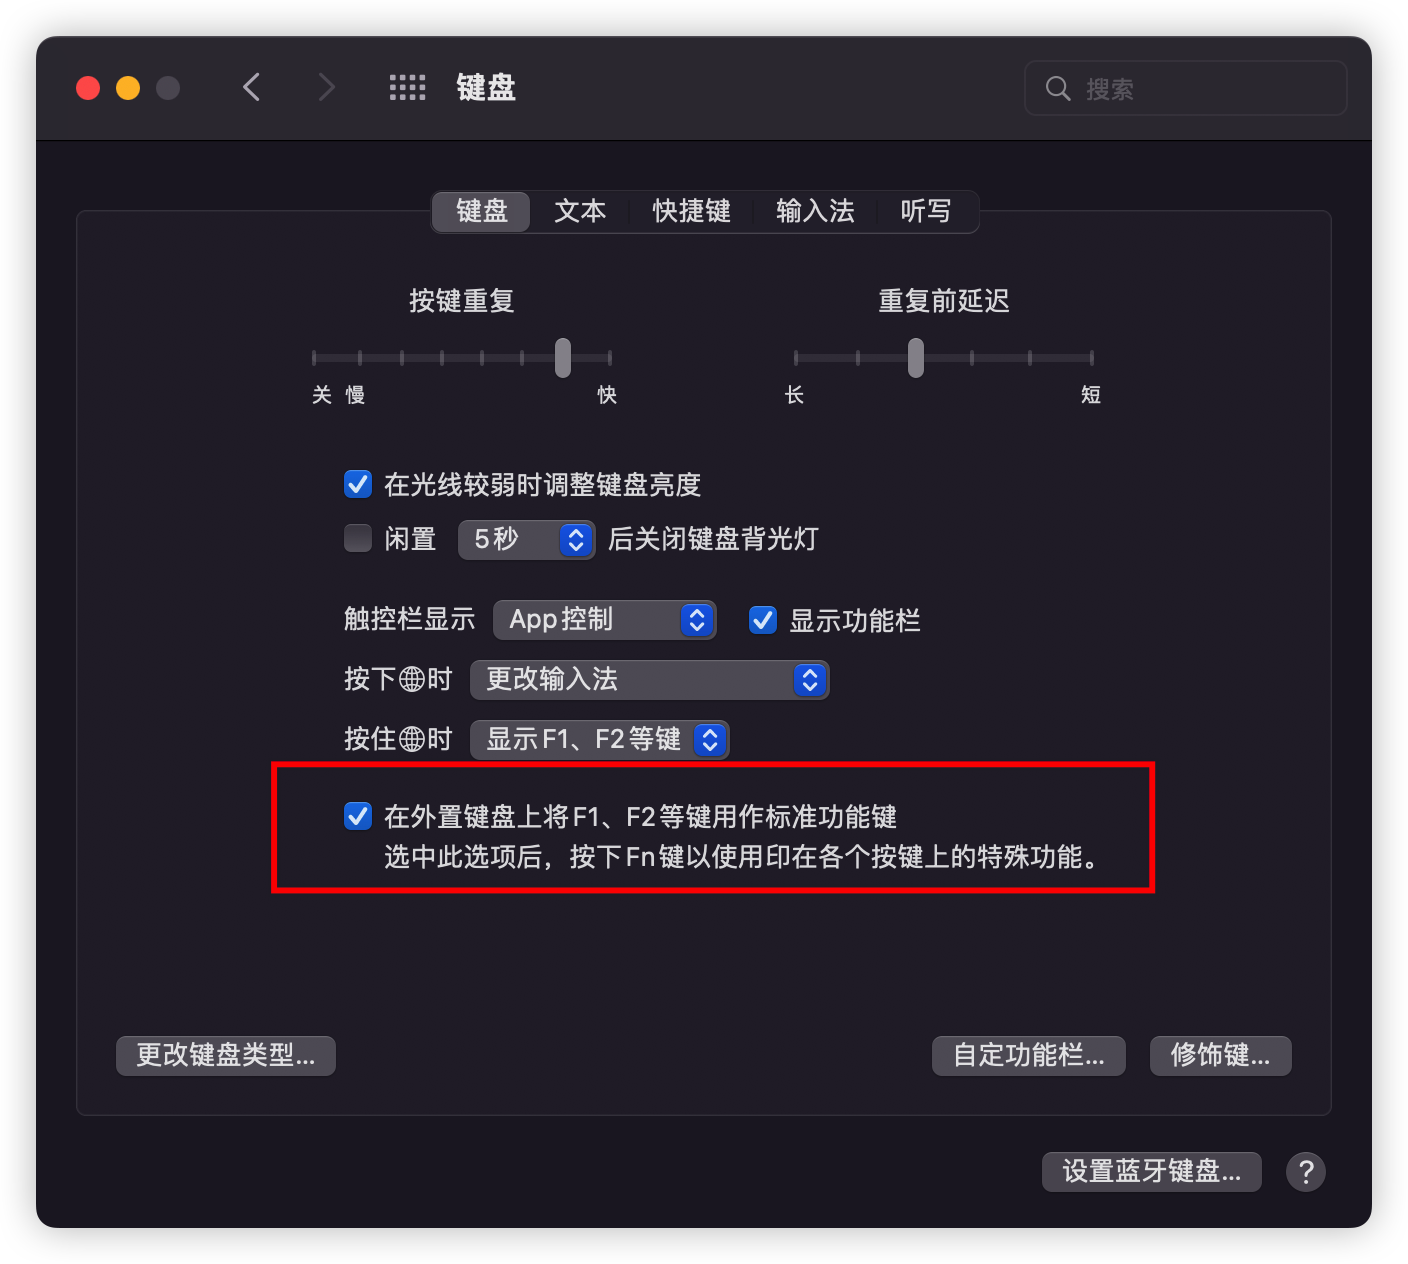 键盘
搜索
键盘 文本 快捷键 输入法 听写
按键重复 重复前延迟
关 慢 快 长 短
在光线较弱时调整键盘亮度
闲置 5秒 后关闭键盘背光灯
触控栏显示 App控制 显示功能栏
按下时 更改输入法
按住时 显示F1、F2等键
在外置键盘上将F1、F2等键用作标准功能键
选中此选项后，按下Fn键以使用印在各个按键上的特殊功能。
更改键盘类型... 自定功能栏... 修饰键...
设置蓝牙键盘... ?